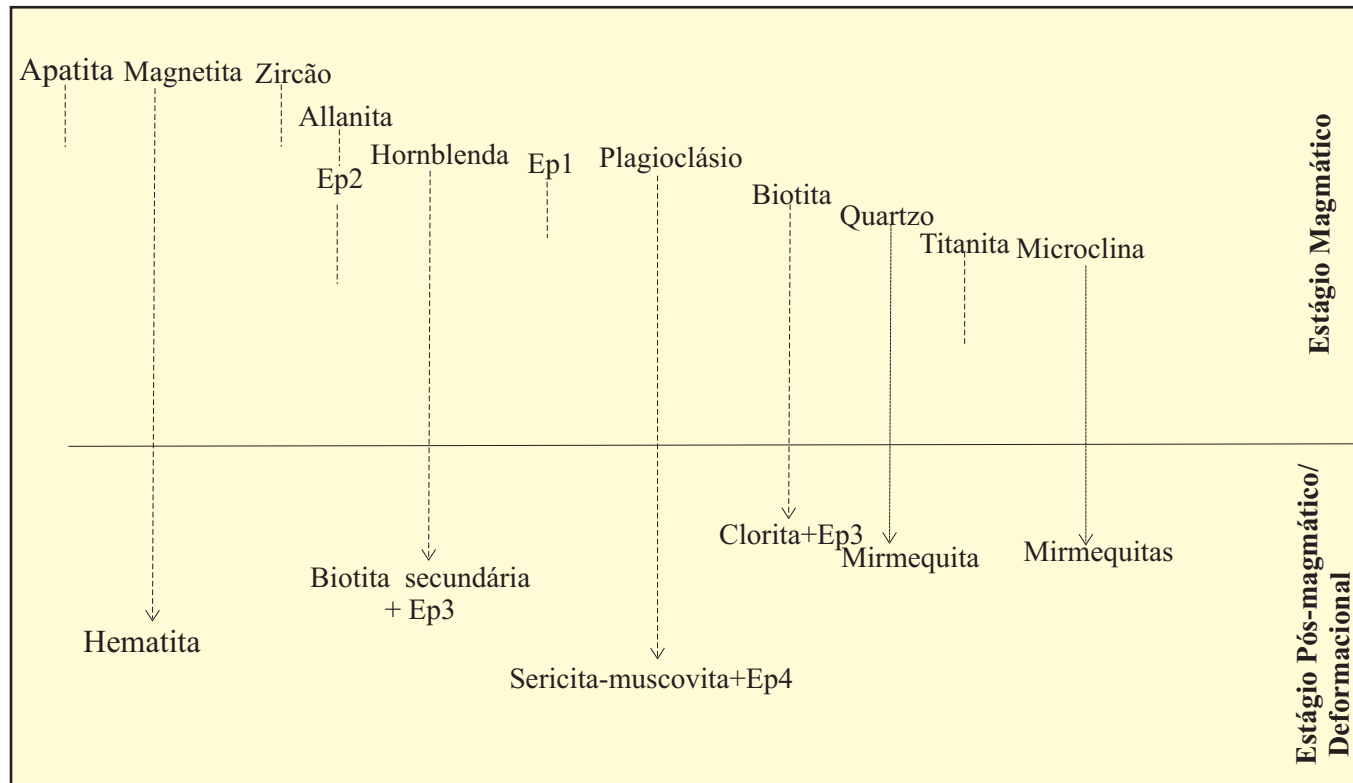 Apatita
Magnetita
Zircão
Allanita
Ep2
Hornblenda
Ep1
Plagioclásio
Biotita
Quartzo
Titanita
Microclina
Estágio Magmático
Clorita+Ep3
Mirmequita
Mirmequitas
Biotita secundária
+ Ep3
Hematita
Sericita-muscovita+Ep4
Estágio Pós-magmático/
Deformacional